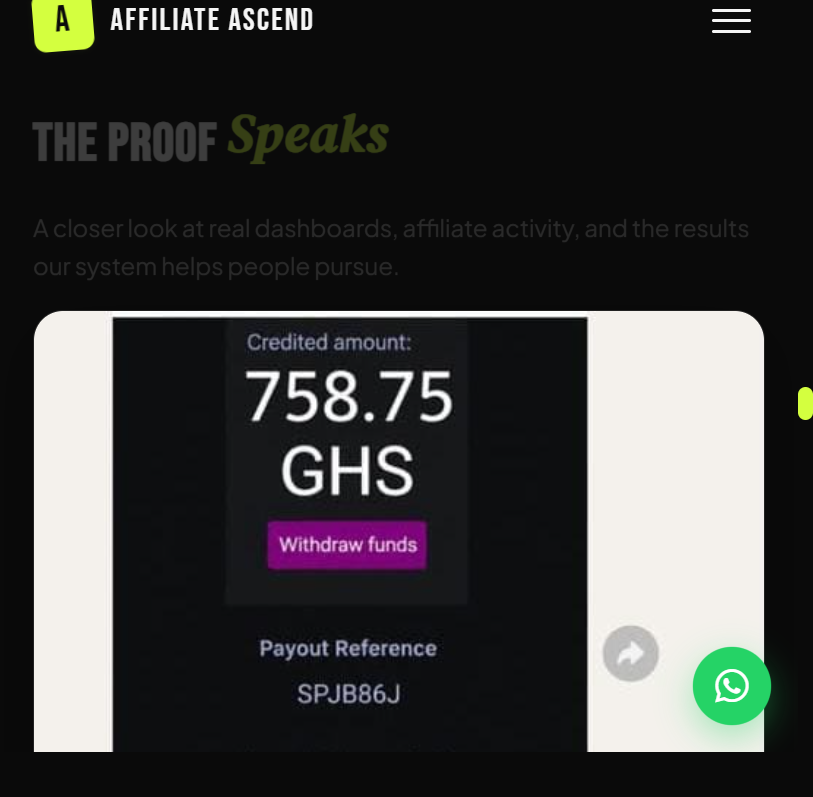 A
AFFILIATE ASCEND
THE PROOF Speaks
A closer look at real dashboards, affiliate activity, and the results
our system helps people pursue.
Credited amount:
758.75
GHS
Withdraw funds
Payout Reference
SPJB86J